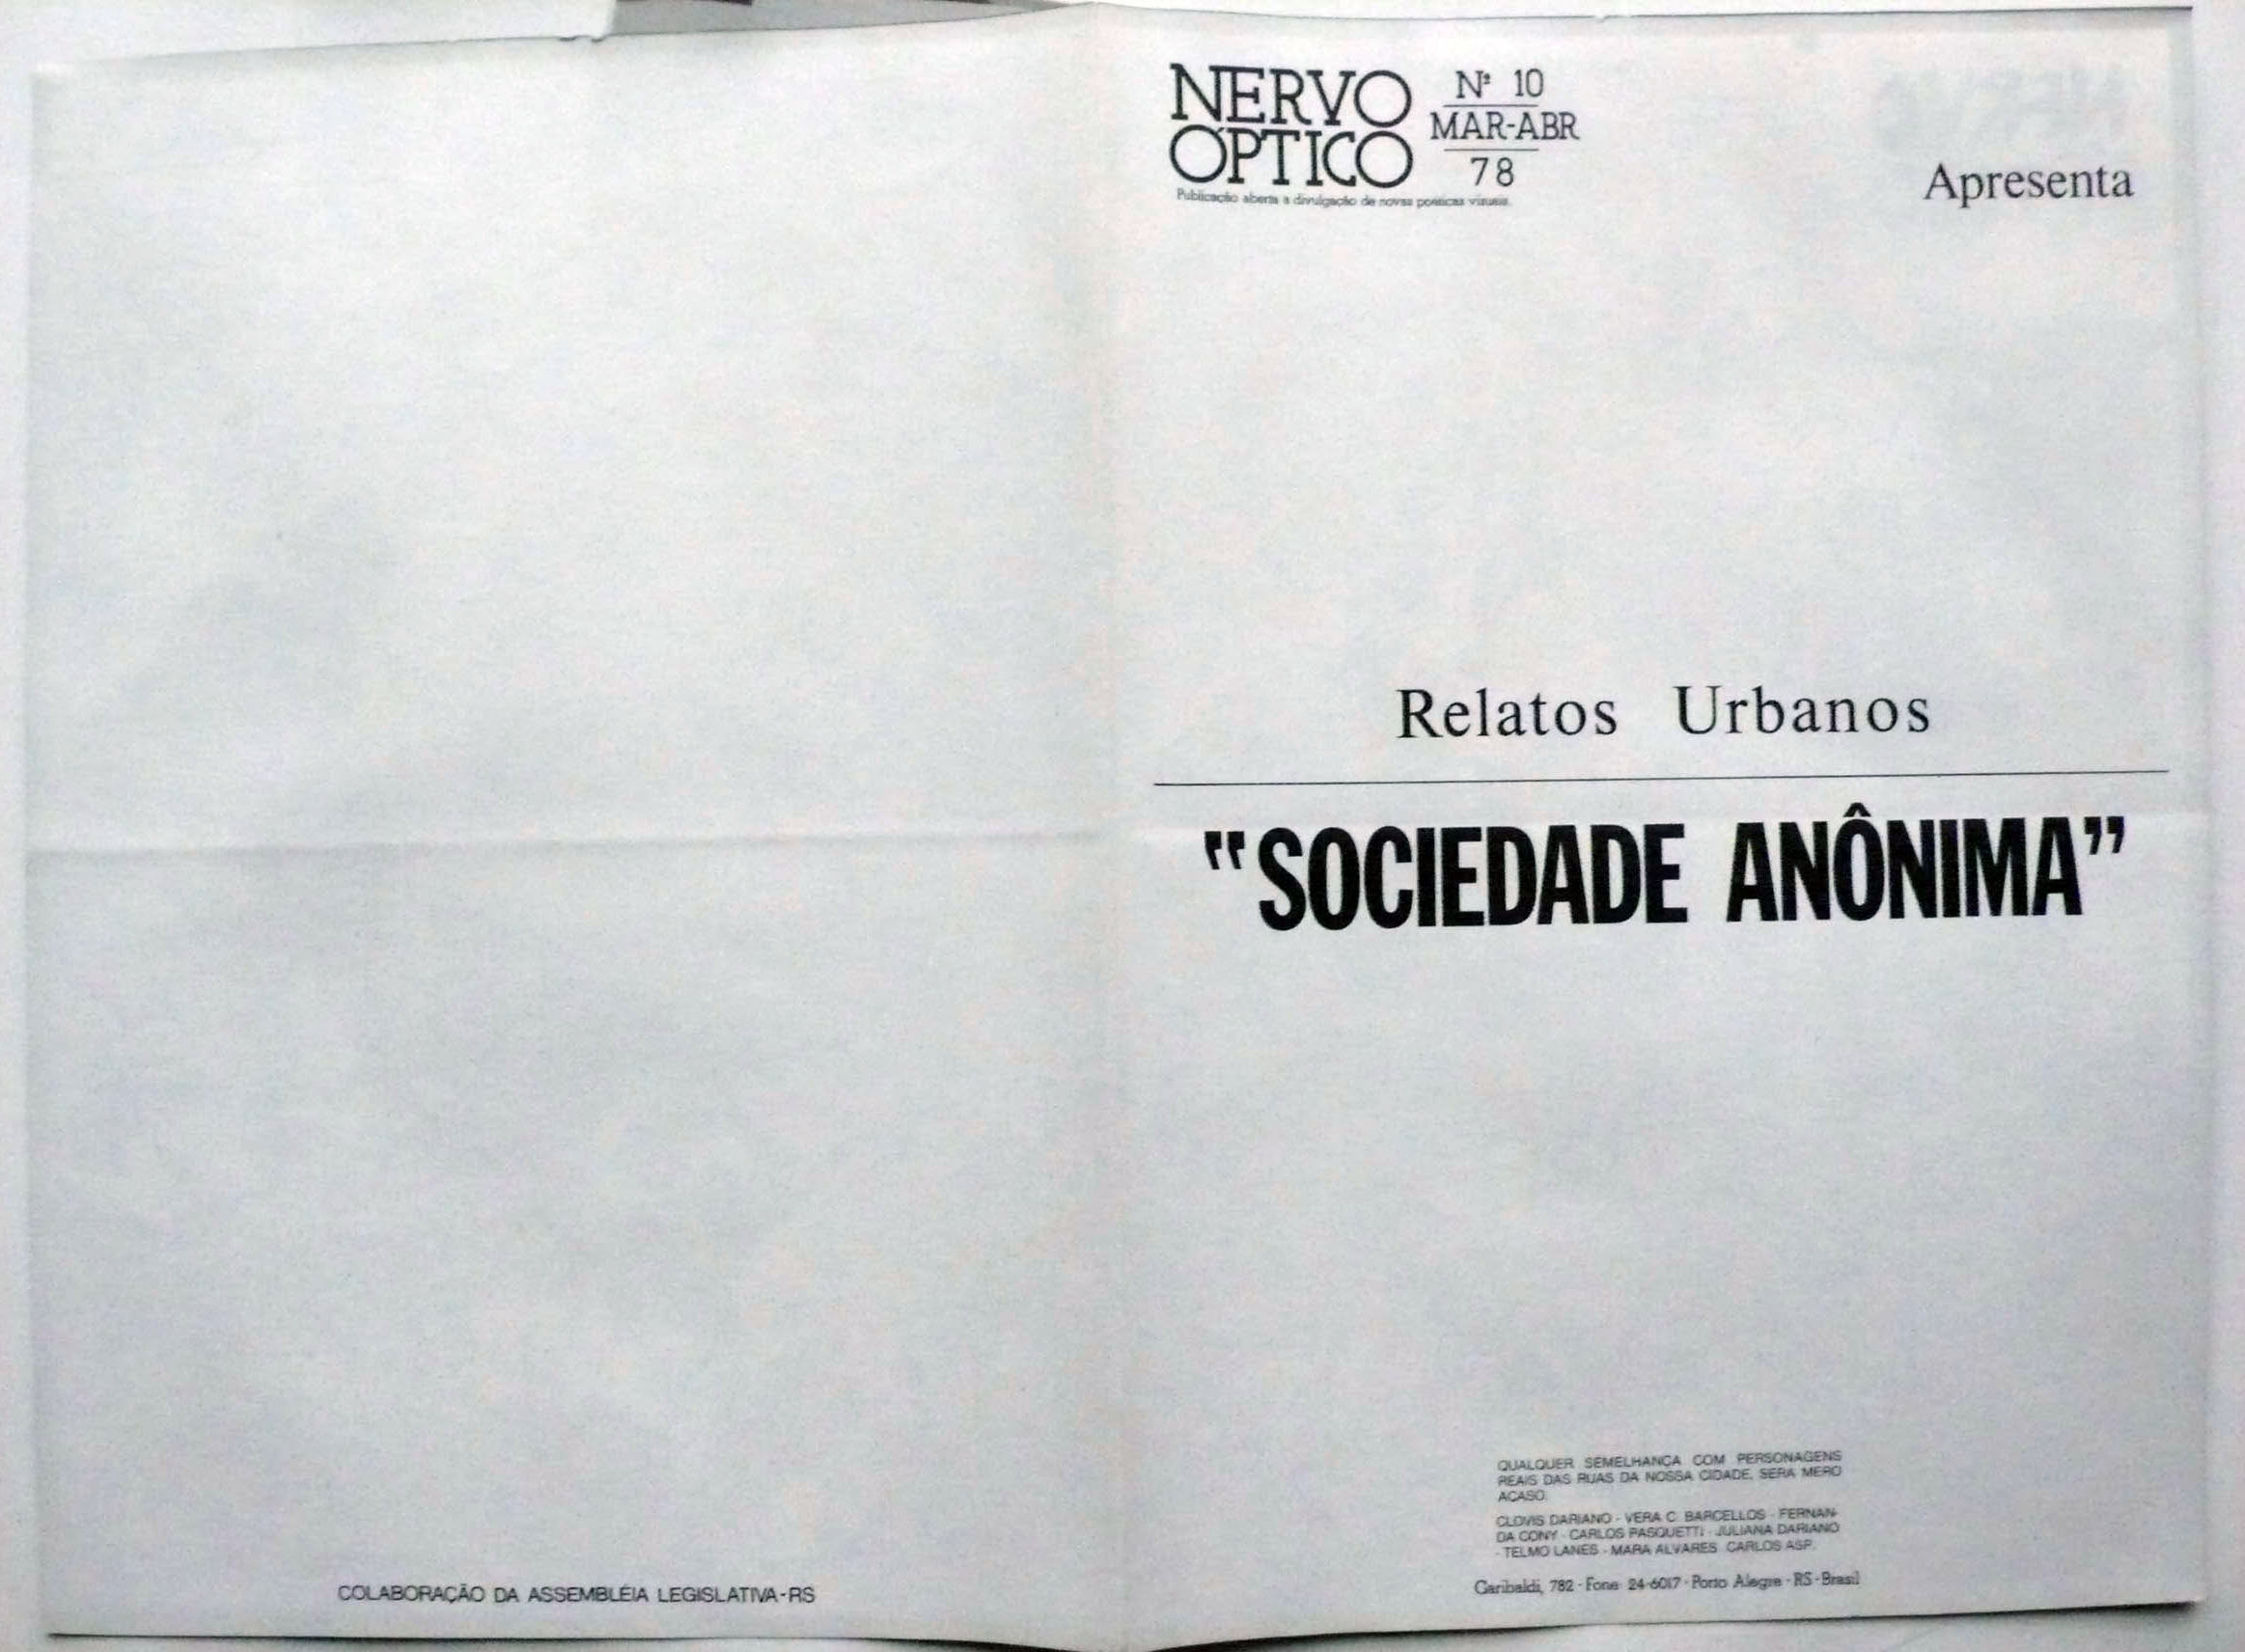 NERVO
ÓPTICO
Nº 10
MAR-ABR
78
Publicação aberta a divulgação de novas poéticas visuais.
Apresenta
Relatos Urbanos
"SOCIEDADE ANÔNIMA"
QUALQUER SEMELHANÇA COM PERSONAGENS
REAIS DAS RUAS DA NOSSA CIDADE, SERA MERO
ACASO.
CLOVIS DARIANO - VERA C. BARCELLOS - FERNAN-
DA CONY - CARLOS PASQUETTI - JULIANA DARIANO
- TELMO LANES - MARA ALVARES CARLOS ASP.
Garibaldi, 782 - Fone 24-6017 - Porto Alegre - RS - Brasil
COLABORAÇÃO DA ASSEMBLÉIA LEGISLATIVA-RS